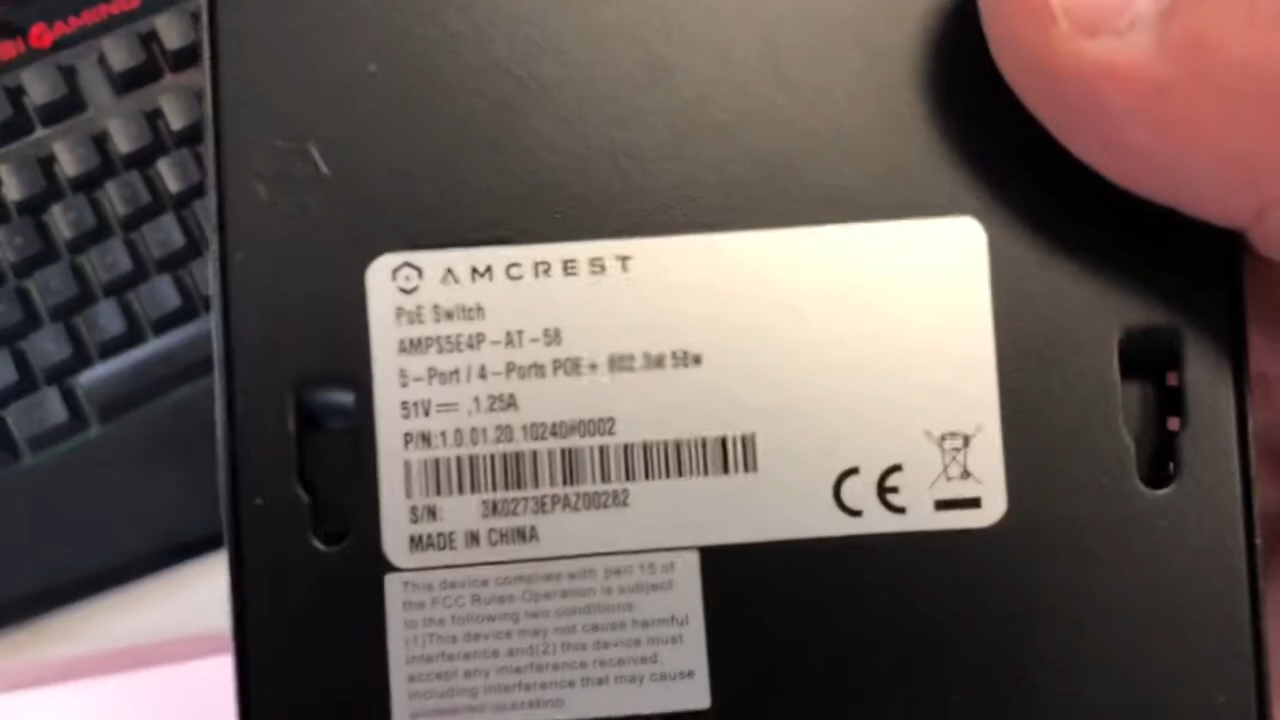 GAMING
AMCREST
PoE Switch
AMPS5E4P-AT-58
5-Port / 4-Ports POE+ 802.3at 58w
51V⎓ ,1.25A
P/N:1.0.01.20.10240#0002
S/N: 3K0273EPAZ00282
MADE IN CHINA
CE
This device complies with part 15 of
the FCC Rules.Operation is subject
to the following two conditions:
(1)This device may not cause harmful
interference and(2) this device must
accept any interference received,
including interference that may cause